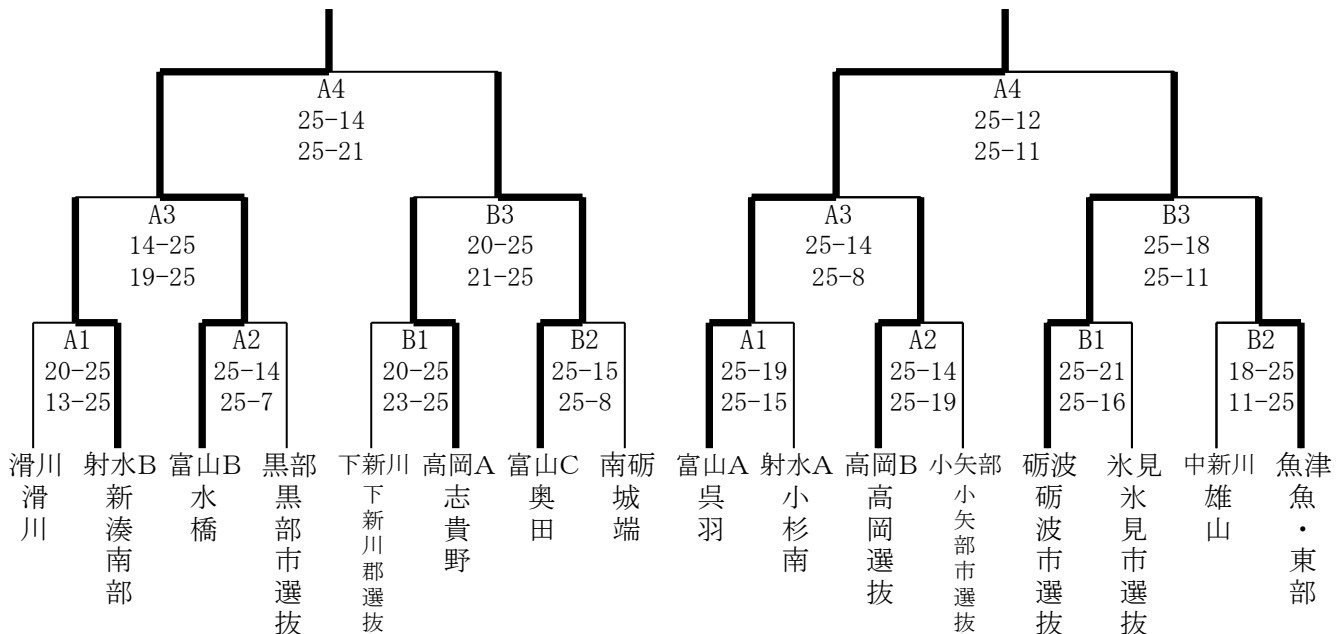 A4
25-14
25-21
A4
25-12
25-11
A3
14-25
19-25
B3
20-25
21-25
A3
25-14
25-8
B3
25-18
25-11
A1
20-25
13-25
A2
25-14
25-7
B1
20-25
23-25
B2
25-15
25-8
A1
25-19
25-15
A2
25-14
25-19
B1
25-21
25-16
B2
18-25
11-25
滑川
滑川
射水B
新湊南部
富山B
水橋
黒部
黒部市選抜
下新川
下新川郡選抜
高岡A
志貴野
富山C
奥田
南砺
城端
富山A
呉羽
射水A
小杉南
高岡B
高岡選抜
小矢部
小矢部市選抜
砺波
砺波市選抜
氷見
氷見市選抜
中新川
雄山
魚津
魚・東部